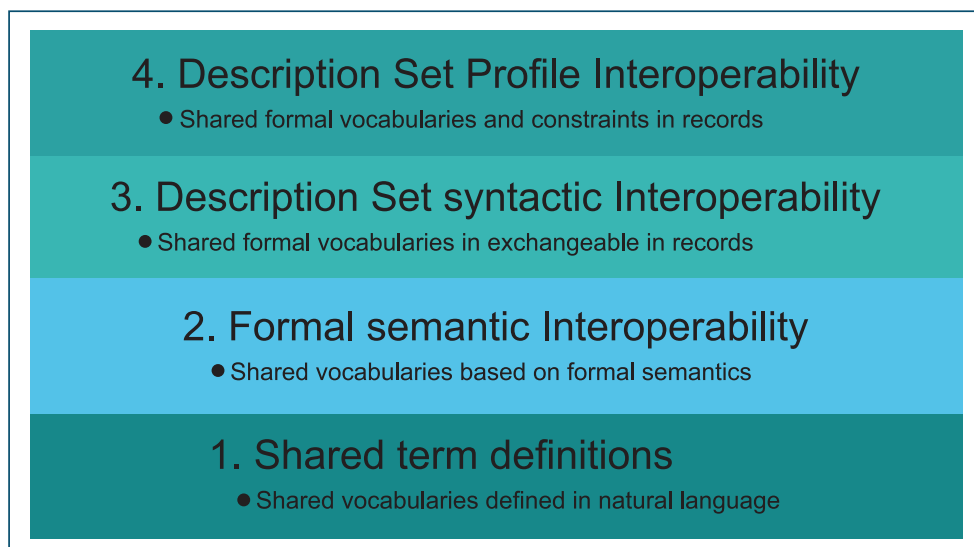 4. Description Set Profile Interoperability
● Shared formal vocabularies and constraints in records
3. Description Set syntactic Interoperability
● Shared formal vocabularies in exchangeable in records
2. Formal semantic Interoperability
● Shared vocabularies based on formal semantics
1. Shared term definitions
● Shared vocabularies defined in natural language